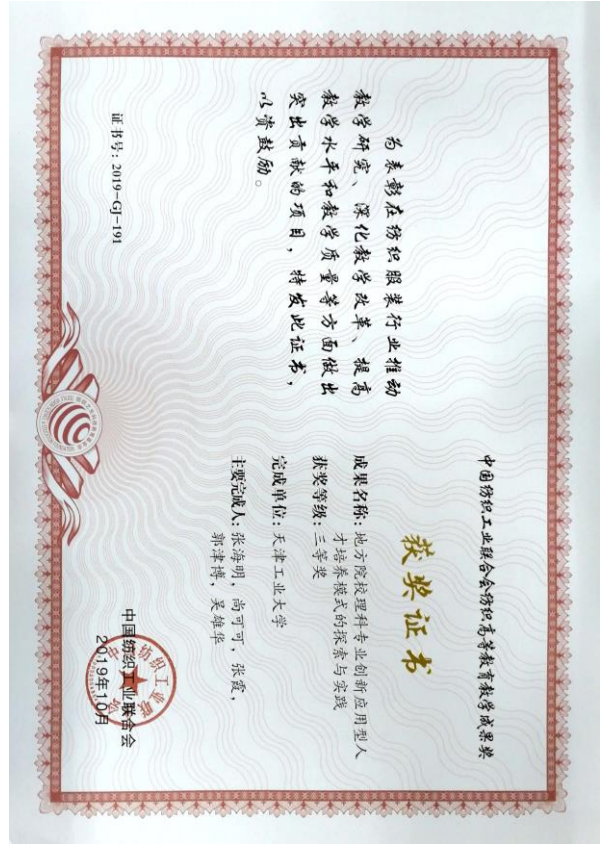 为表彰在纺织服装行业推动
教学研究、深化教学改革、提高
教学水平和教学质量等方面做出
突出贡献的项目，特发此证书，
以资鼓励。
证书号：2019-GJ-191
中国纺织工业联合会纺织高等教育教学成果奖
获奖证书
成果名称：地方院校理科专业创新应用型人
才培养模式的探索与实践
获奖等级：三等奖
完成单位：天津工业大学
主要完成人：张海明，尚可可，张霞，
郭津博，吴雄华
中国纺织工业联合会
2019年10月